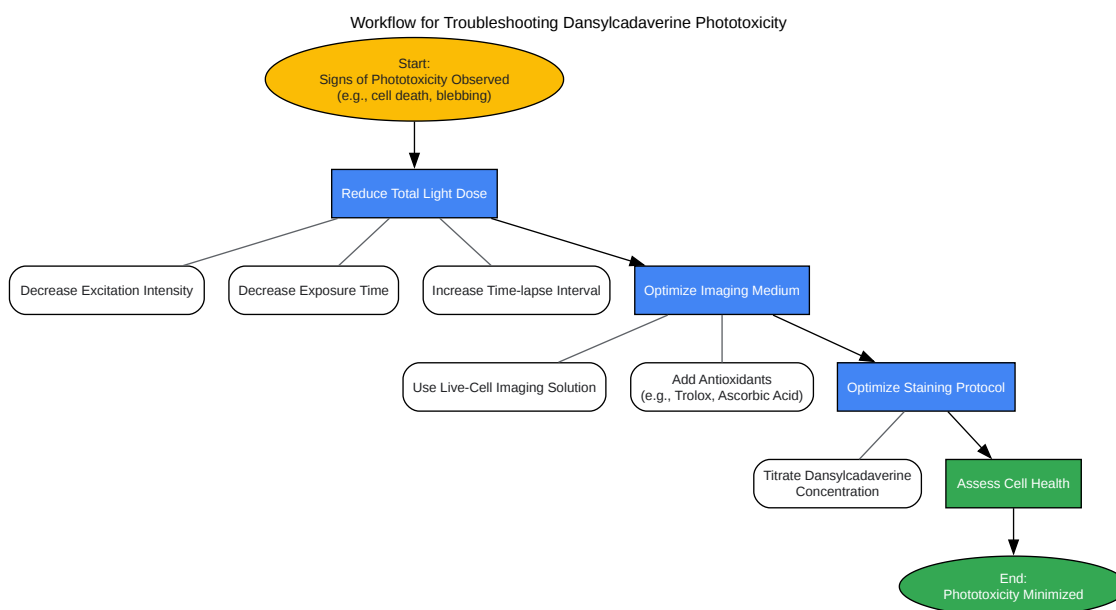 Workflow for Troubleshooting Dansylcadaverine Phototoxicity
Start:
Signs of Phototoxicity Observed
(e.g., cell death, blebbing)
Reduce Total Light Dose
Decrease Excitation Intensity
Decrease Exposure Time
Increase Time-lapse Interval
Optimize Imaging Medium
Use Live-Cell Imaging Solution
Add Antioxidants
(e.g., Trolox, Ascorbic Acid)
Optimize Staining Protocol
Titrate Dansylcadaverine
Concentration
Assess Cell Health
End:
Phototoxicity Minimized